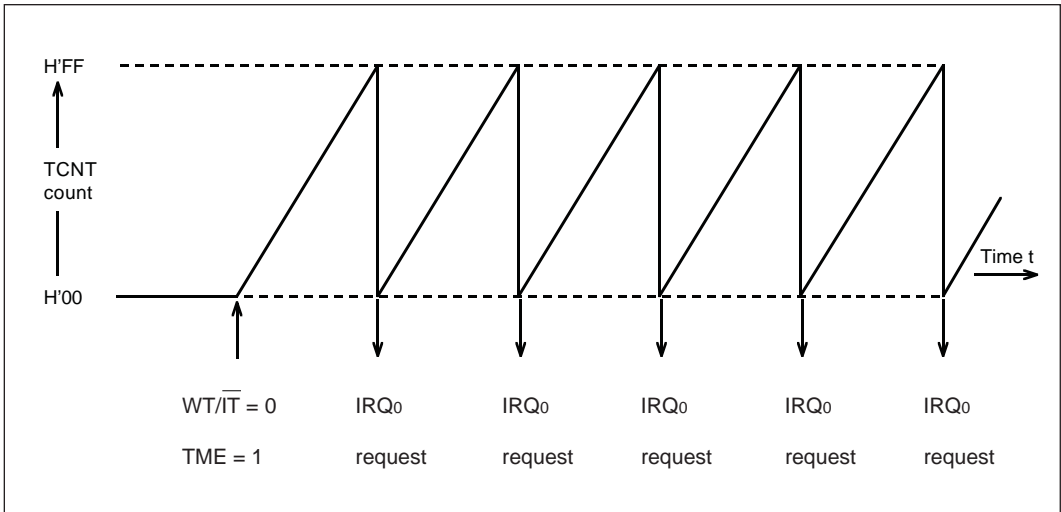 H'FF
TCNT
count
Time t
H'00
WT/I̅T̅ = 0 IRQ0 IRQ0 IRQ0 IRQ0 IRQ0
TME = 1 request request request request request